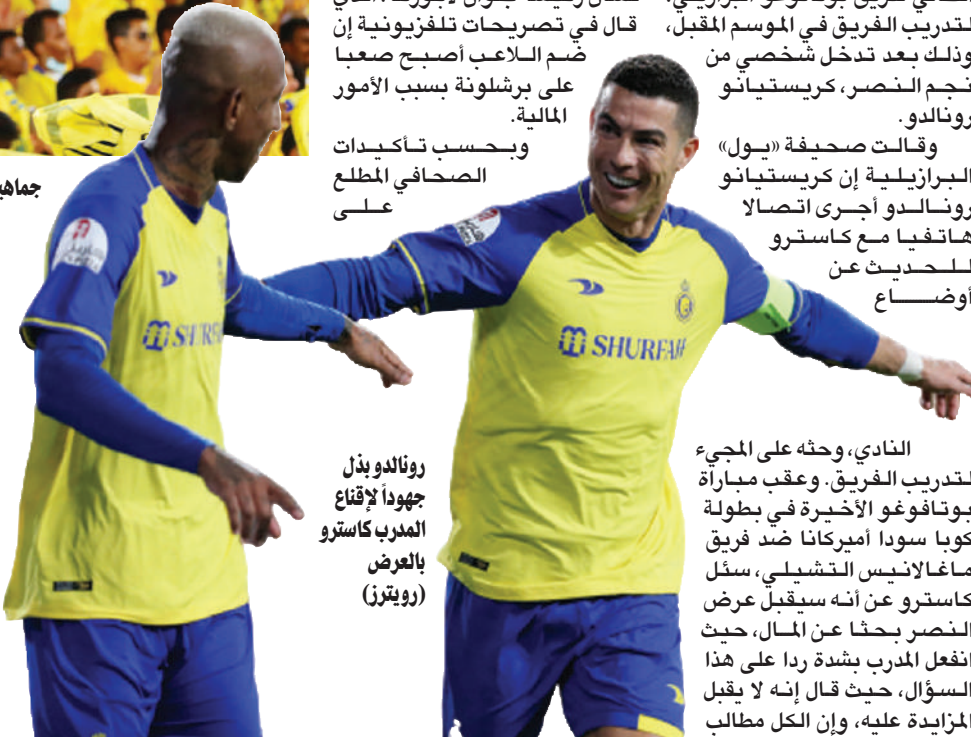 لتدريب الفريق في الموسم المقبل،
وذلك بعد تدخل شخصي من
نجم النصر، كريستيانو
رونالدو.
وقالت صحيفة «يول»
البرازيلية إن كريستيانو
رونالدو أجرى اتصالا
هاتفيا مع كاسترو
للحديث عن
أوضاع
النادي، وحثه على المجيء
لتدريب الفريق. وعقب مباراة
بوتافوغو الأخيرة في بطولة
كوبا سودا أميركانا ضد فريق
ماغالانيس التشيلي، سئل
كاسترو عن أنه سيقبل عرض
النصر بحثا عن المال، حيث
انفعل المدرب بشدة ردا على هذا
السؤال، حيث قال إنه لا يقبل
المزايدة عليه، وإن الكل مطالب
قال في تصريحات تلفزيونية إن
ضم اللاعب أصبح صعبا
على برشلونة بسبب الأمور
المالية.
وبحسب تأكيدات
الصحافي المطلع
على
رونالدو بذل
جهوداً لإقناع
المدرب كاسترو
بالعرض
(رويترز)
SHURFAH
SHURF